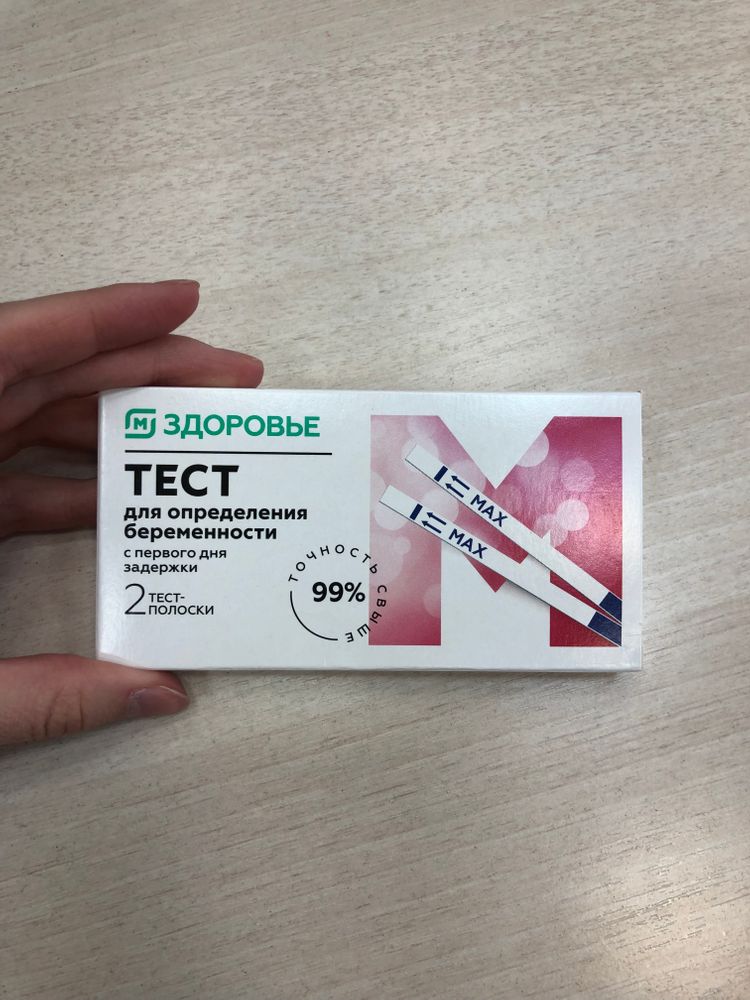 М ЗДОРОВЬЕ
ТЕСТ
для определения
беременности
с первого дня
задержки
2 ТЕСТ-
ПОЛОСКИ
ТОЧНОСТЬ СВЫШЕ
99%
М
MAX
MAX